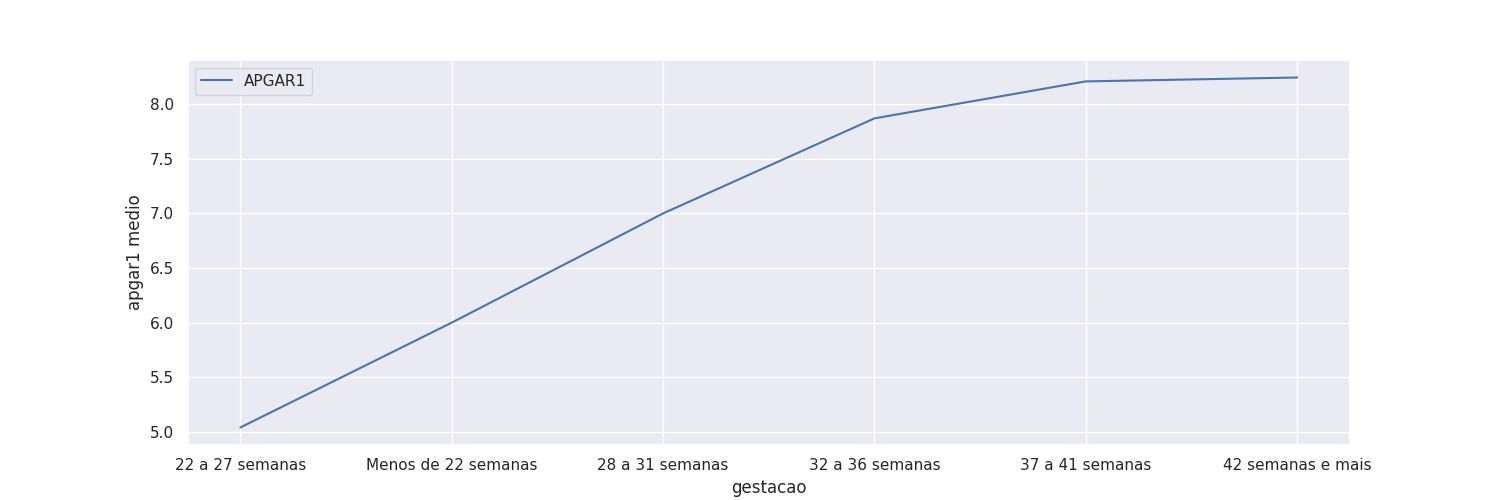 APGAR1
8.0
7.5
7.0
6.5
6.0
5.5
5.0
apgar1 medio
22 a 27 semanas
Menos de 22 semanas
28 a 31 semanas
32 a 36 semanas
37 a 41 semanas
42 semanas e mais
gestacao